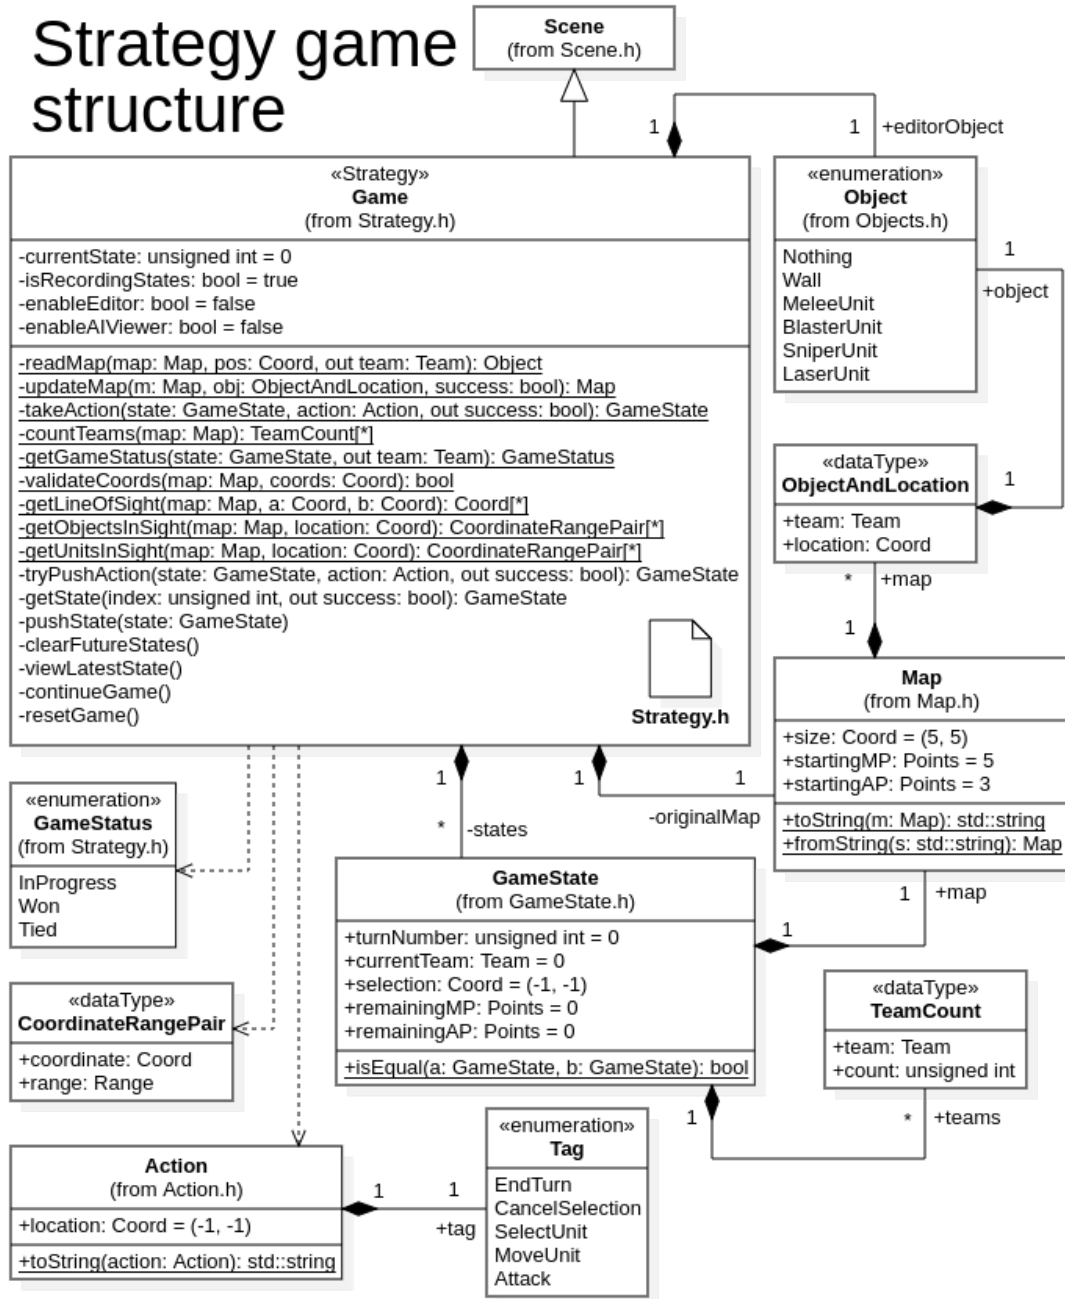 Strategy game
structure
Scene
(from Scene.h)
1
1
+editorObject
«Strategy»
Game
(from Strategy.h)
-currentState: unsigned int = 0
-isRecordingStates: bool = true
-enableEditor: bool = false
-enableAIViewer: bool = false
-readMap(map: Map, pos: Coord, out team: Team): Object
-updateMap(m: Map, obj: ObjectAndLocation, success: bool): Map
-takeAction(state: GameState, action: Action, out success: bool): GameState
-countTeams(map: Map): TeamCount[*]
-getGameStatus(state: GameState, out team: Team): GameStatus
-validateCoords(map: Map, coords: Coord): bool
-getLineOfSight(map: Map, a: Coord, b: Coord): Coord[*]
-getObjectsInSight(map: Map, location: Coord): CoordinateRangePair[*]
-getUnitsInSight(map: Map, location: Coord): CoordinateRangePair[*]
-tryPushAction(state: GameState, action: Action, out success: bool): GameState
-getState(index: unsigned int, out success: bool): GameState
-pushState(state: GameState)
-clearFutureStates()
-viewLatestState()
-continueGame()
-resetGame()
Strategy.h
«enumeration»
Object
(from Objects.h)
Nothing
Wall
MeleeUnit
BlasterUnit
SniperUnit
LaserUnit
1
+object
«dataType»
ObjectAndLocation
+team: Team
+location: Coord
1
*
+map
1
Map
(from Map.h)
+size: Coord = (5, 5)
+startingMP: Points = 5
+startingAP: Points = 3
+toString(m: Map): std::string
+fromString(s: std::string): Map
1
*
-states
1
1
-originalMap
«enumeration»
GameStatus
(from Strategy.h)
InProgress
Won
Tied
GameState
(from GameState.h)
+turnNumber: unsigned int = 0
+currentTeam: Team = 0
+selection: Coord = (-1, -1)
+remainingMP: Points = 0
+remainingAP: Points = 0
+isEqual(a: GameState, b: GameState): bool
1
+map
1
«dataType»
CoordinateRangePair
+coordinate: Coord
+range: Range
«dataType»
TeamCount
+team: Team
+count: unsigned int
1
*
+teams
Action
(from Action.h)
+location: Coord = (-1, -1)
+toString(action: Action): std::string
1
1
+tag
«enumeration»
Tag
EndTurn
CancelSelection
SelectUnit
MoveUnit
Attack